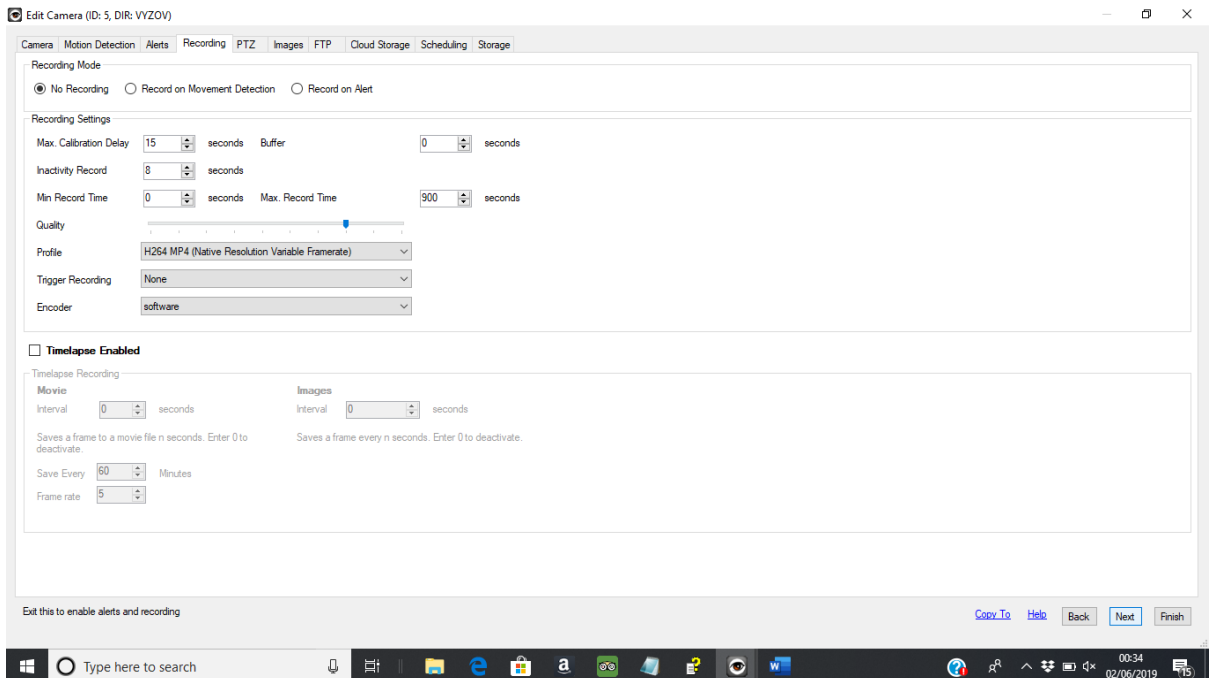 Edit Camera (ID: 5, DIR: VYZOV)
Camera Motion Detection Alerts Recording PTZ Images FTP Cloud Storage Scheduling Storage
Recording Mode
No Recording Record on Movement Detection Record on Alert
Recording Settings
Max. Calibration Delay 15 seconds Buffer 0 seconds
Inactivity Record 8 seconds
Min Record Time 0 seconds Max. Record Time 900 seconds
Quality
Profile H264 MP4 (Native Resolution Variable Framerate)
Trigger Recording None
Encoder software
Timelapse Enabled
Timelapse Recording
Movie Images
Interval 0 seconds Interval 0 seconds
Saves a frame to a movie file n seconds. Enter 0 to Saves a frame every n seconds. Enter 0 to deactivate.
deactivate.
Save Every 60 Minutes
Frame rate 5
Exit this to enable alerts and recording Copy To Help Back Next Finish
Type here to search a W 00:34
02/06/2019 15